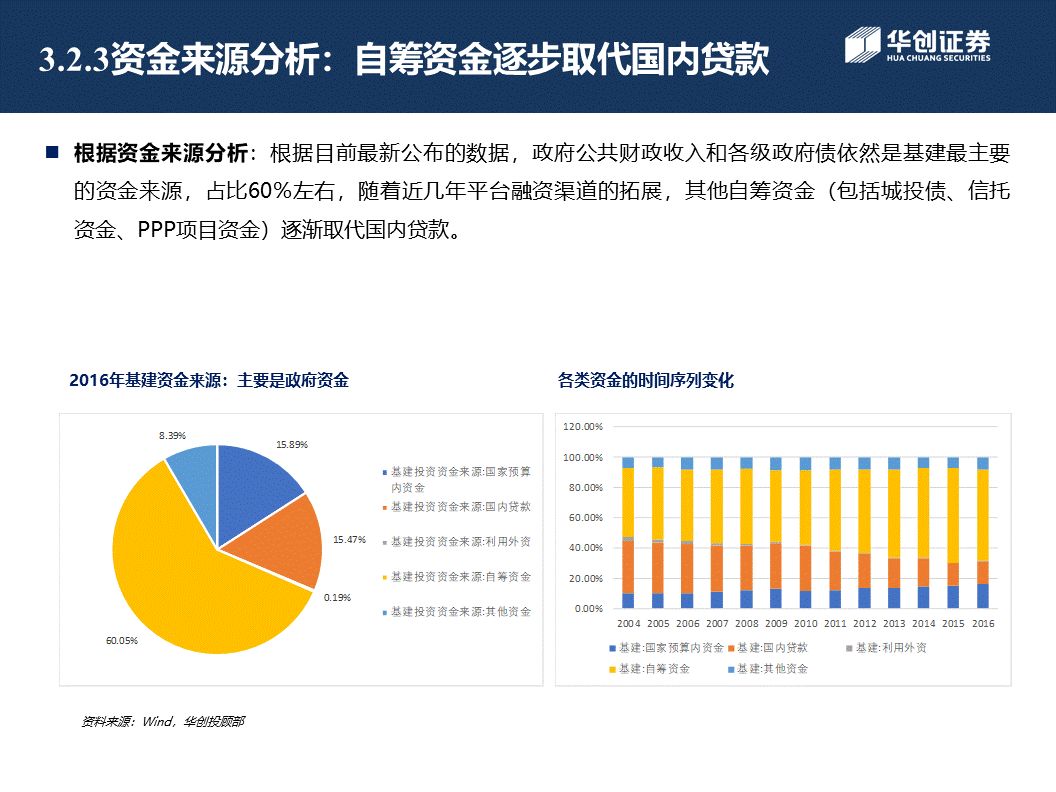 3.2.3资金来源分析：自筹资金逐步取代国内贷款
华创证券
HUA CHUANG SECURITIES
根据资金来源分析：根据目前最新公布的数据，政府公共财政收入和各级政府债依然是基建最主要
的资金来源，占比60%左右，随着近几年平台融资渠道的拓展，其他自筹资金（包括城投债、信托
资金、PPP项目资金）逐渐取代国内贷款。
2016年基建资金来源：主要是政府资金
8.39%
15.89%
15.47%
0.19%
60.05%
基建投资资金来源:国家预算
内资金
基建投资资金来源:国内贷款
基建投资资金来源:利用外资
基建投资资金来源:自筹资金
基建投资资金来源:其他资金
各类资金的时间序列变化
120.00%
100.00%
80.00%
60.00%
40.00%
20.00%
0.00%
2004 2005 2006 2007 2008 2009 2010 2011 2012 2013 2014 2015 2016
基建:国家预算内资金 基建:国内贷款 基建:利用外资
基建:自筹资金 基建:其他资金
资料来源：Wind，华创投顾部